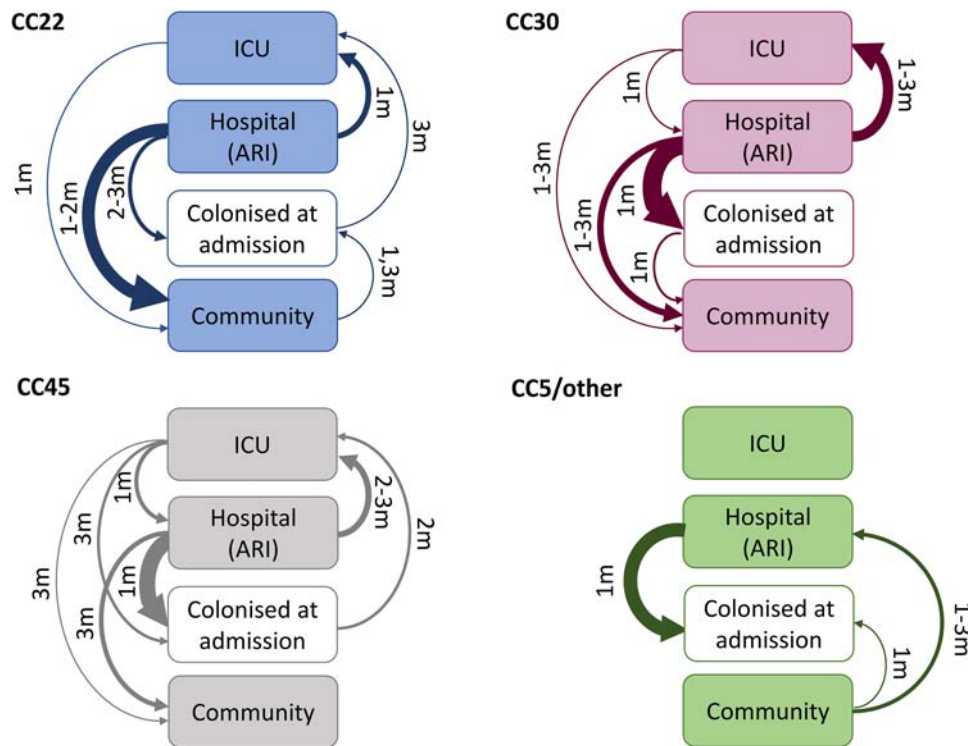 CC22
ICU
Hospital
(ARI)
Colonised at
admission
Community
1m
1-2m
2-3m
1m
3m
1,3m
CC30
ICU
Hospital
(ARI)
Colonised at
admission
Community
1-3m
1-3m
1m
1m
1m
1-3m
CC45
ICU
Hospital
(ARI)
Colonised at
admission
Community
3m
3m
3m
1m
1m
2-3m
2m
CC5/other
ICU
Hospital
(ARI)
Colonised at
admission
Community
1m
1m
1-3m